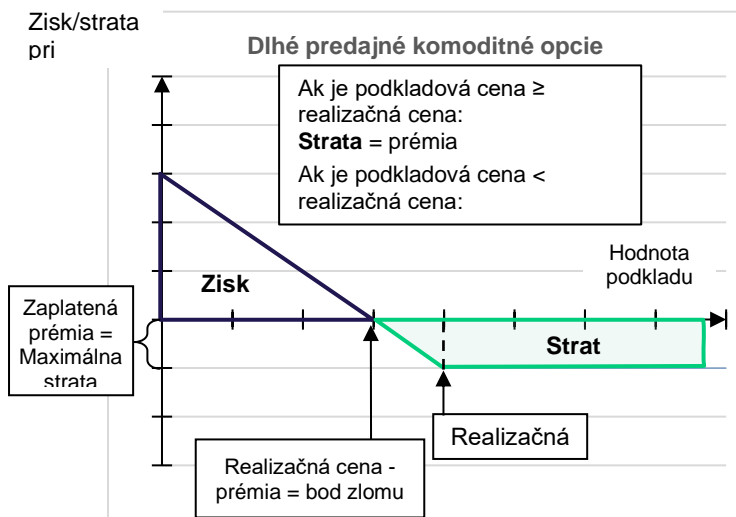 Zisk/strata
pri
Dlhé predajné komoditné opcie
Ak je podkladová cena ≥
realizačná cena:
Strata = prémia
Ak je podkladová cena <
realizačná cena:
Hodnota
podkladu
Zisk
Zaplatená
prémia =
Maximálna
strata
Strat
Realizačná
Realizačná cena -
prémia = bod zlomu